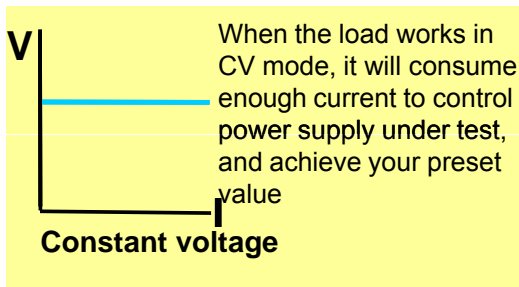 V
When the load works in
CV mode, it will consume
enough current to control
power supply under test,
and achieve your preset
value
I
Constant voltage